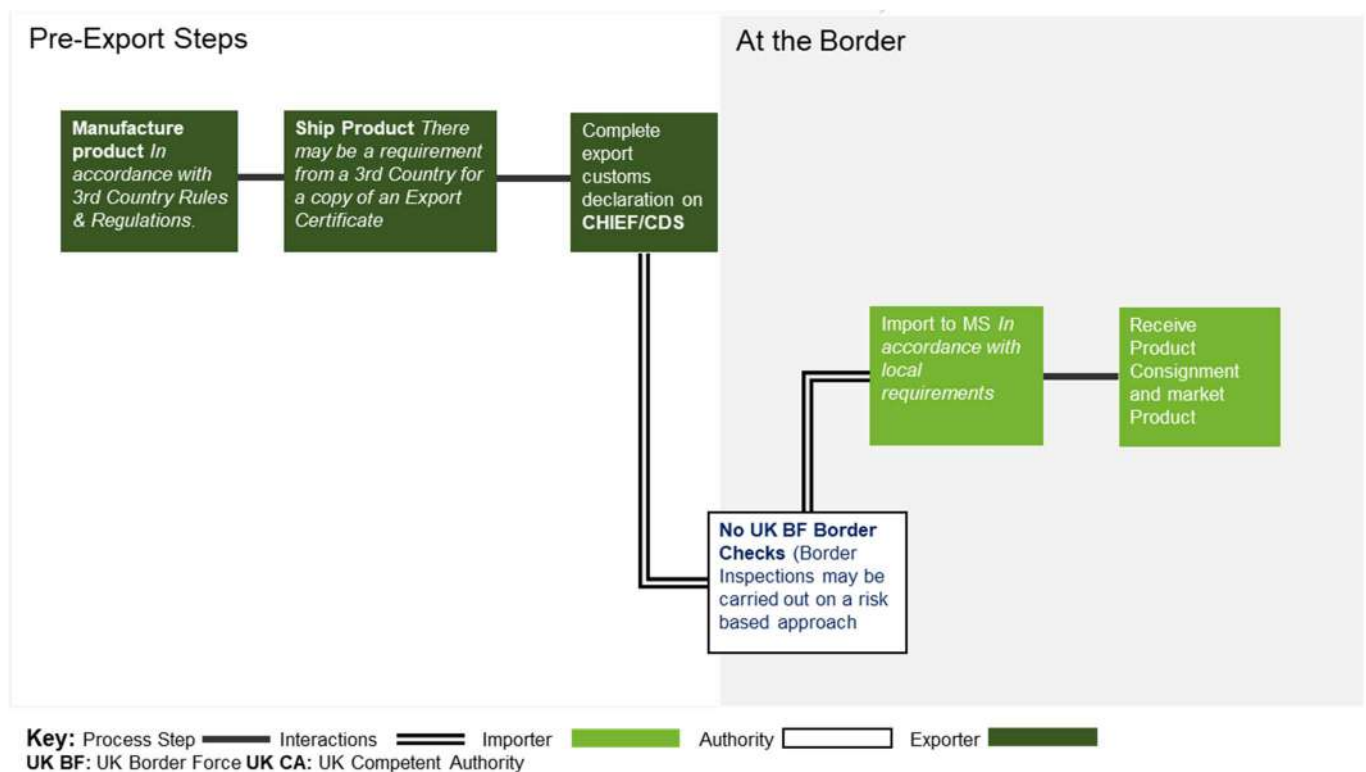 Pre-Export Steps
At the Border
Manufacture
product In
accordance with
3rd Country Rules
& Regulations.
Ship Product There
may be a requirement
from a 3rd Country for
a copy of an Export
Certificate
Complete
export
customs
declaration on
CHIEF/CDS
Import to MS In
accordance with
local
requirements
Receive
Product
Consignment
and market
Product
No UK BF Border
Checks (Border
Inspections may be
carried out on a risk
based approach
Key: Process Step Interactions Importer Authority Exporter
UK BF: UK Border Force UK CA: UK Competent Authority